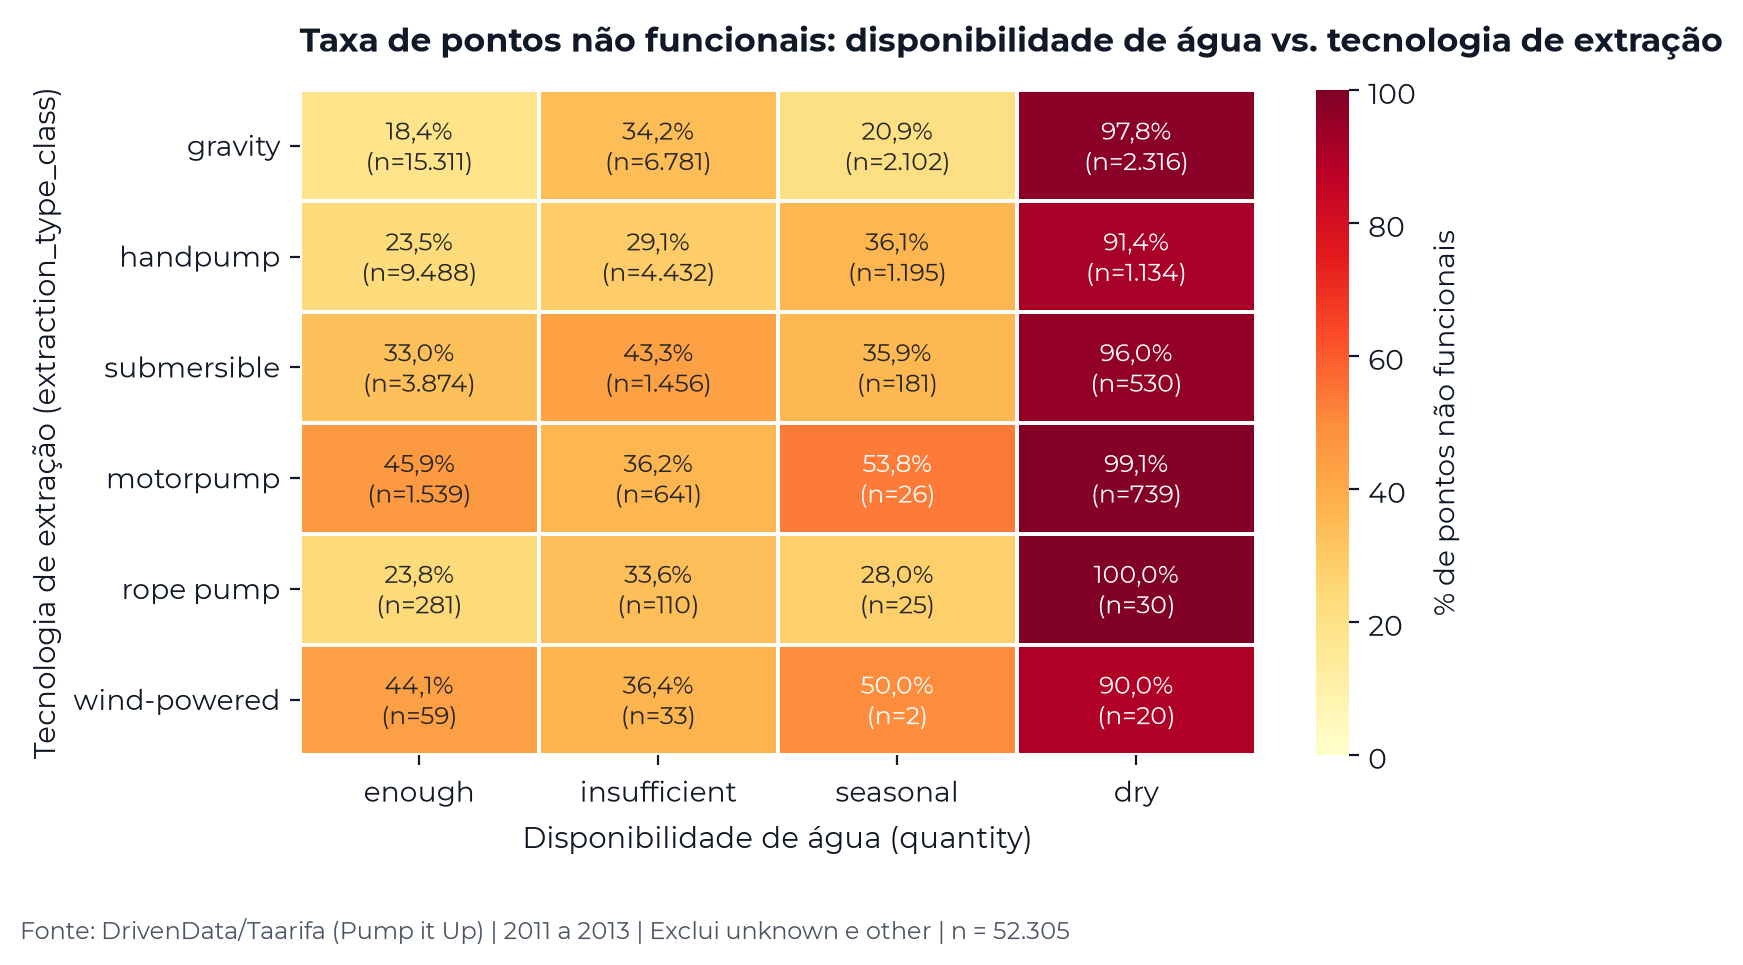 Taxa de pontos não funcionais: disponibilidade de água vs. tecnologia de extração
Tecnologia de extração (extraction_type_class)
gravity
18,4%
(n=15.311)
34,2%
(n=6.781)
20,9%
(n=2.102)
97,8%
(n=2.316)
handpump
23,5%
(n=9.488)
29,1%
(n=4.432)
36,1%
(n=1.195)
91,4%
(n=1.134)
submersible
33,0%
(n=3.874)
43,3%
(n=1.456)
35,9%
(n=181)
96,0%
(n=530)
motorpump
45,9%
(n=1.539)
36,2%
(n=641)
53,8%
(n=26)
99,1%
(n=739)
rope pump
23,8%
(n=281)
33,6%
(n=110)
28,0%
(n=25)
100,0%
(n=30)
wind-powered
44,1%
(n=59)
36,4%
(n=33)
50,0%
(n=2)
90,0%
(n=20)
enough
insufficient
seasonal
dry
Disponibilidade de água (quantity)
100
80
60
40
20
0
% de pontos não funcionais
Fonte: DrivenData/Taarifa (Pump it Up) | 2011 a 2013 | Exclui unknown e other | n = 52.305